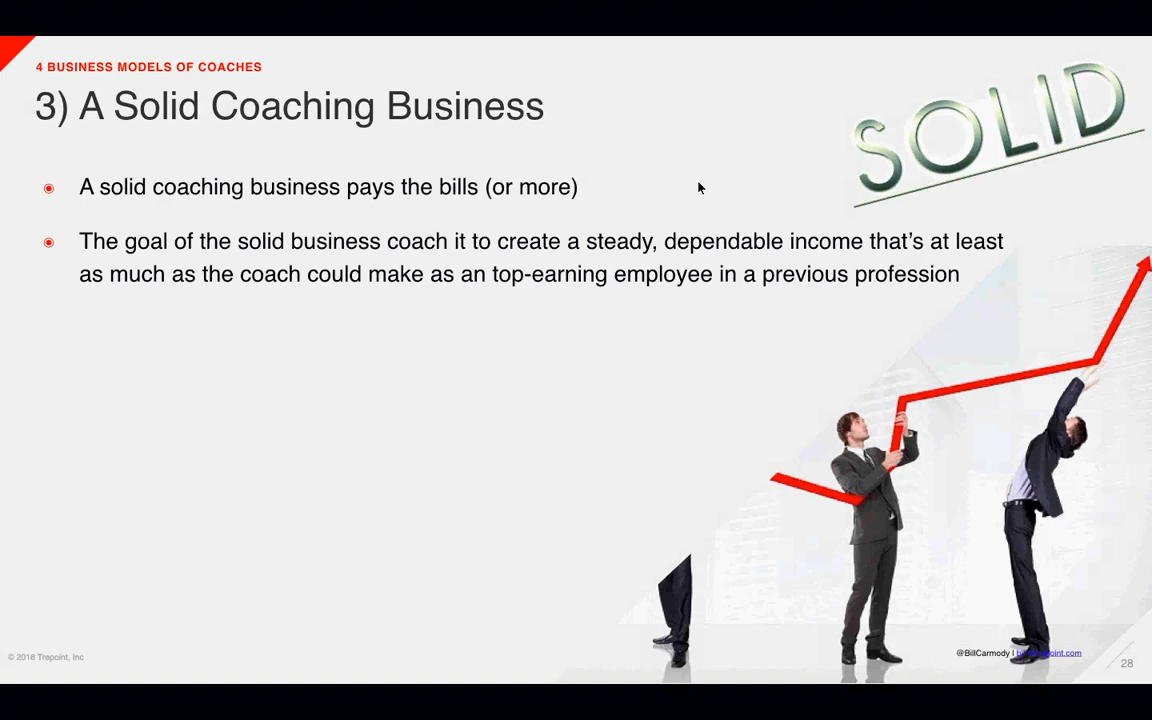 4 BUSINESS MODELS OF COACHES
3) A Solid Coaching Business
SOLID
A solid coaching business pays the bills (or more)
The goal of the solid business coach it to create a steady, dependable income that’s at least
as much as the coach could make as an top-earning employee in a previous profession
© 2018 Trepoint, Inc
@BillCarmody |
28